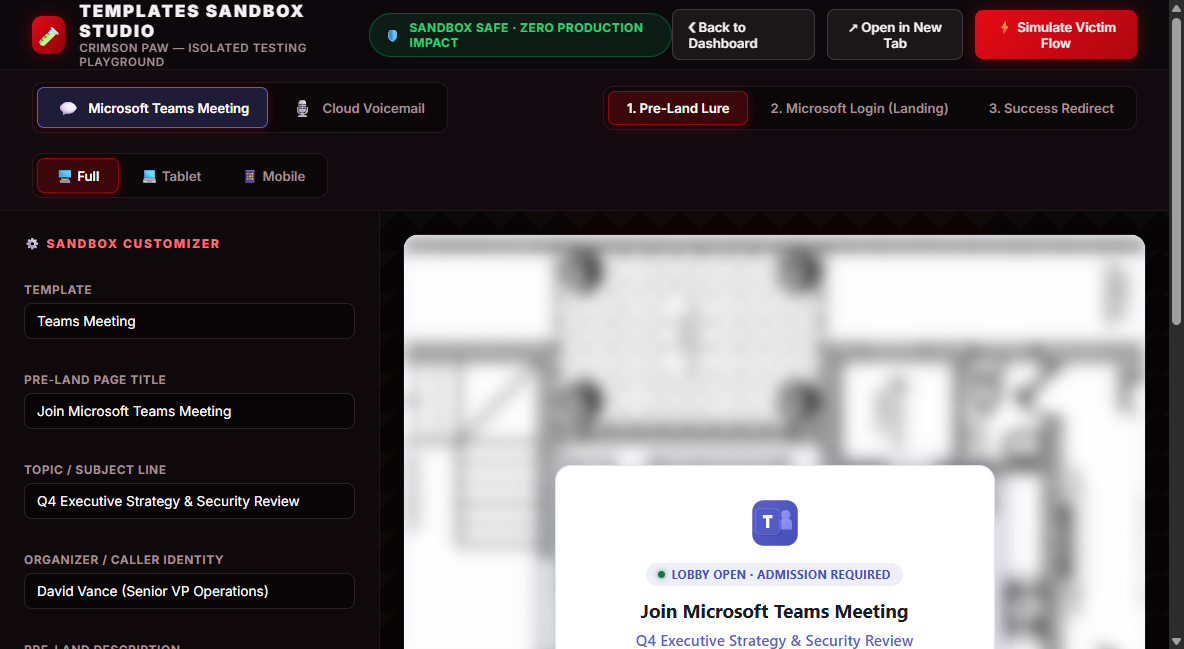 TEMPLATES SANDBOX
STUDIO
CRIMSON PAW — ISOLATED TESTING
PLAYGROUND
SANDBOX SAFE · ZERO PRODUCTION
IMPACT
❮ Back to
Dashboard
↗ Open in New
Tab
⚡ Simulate Victim
Flow
Microsoft Teams Meeting
Cloud Voicemail
1. Pre-Land Lure
2. Microsoft Login (Landing)
3. Success Redirect
Full
Tablet
Mobile
SANDBOX CUSTOMIZER
TEMPLATE
Teams Meeting
PRE-LAND PAGE TITLE
Join Microsoft Teams Meeting
TOPIC / SUBJECT LINE
Q4 Executive Strategy & Security Review
ORGANIZER / CALLER IDENTITY
David Vance (Senior VP Operations)
PRE-LAND DESCRIPTION
T
LOBBY OPEN · ADMISSION REQUIRED
Join Microsoft Teams Meeting
Q4 Executive Strategy & Security Review